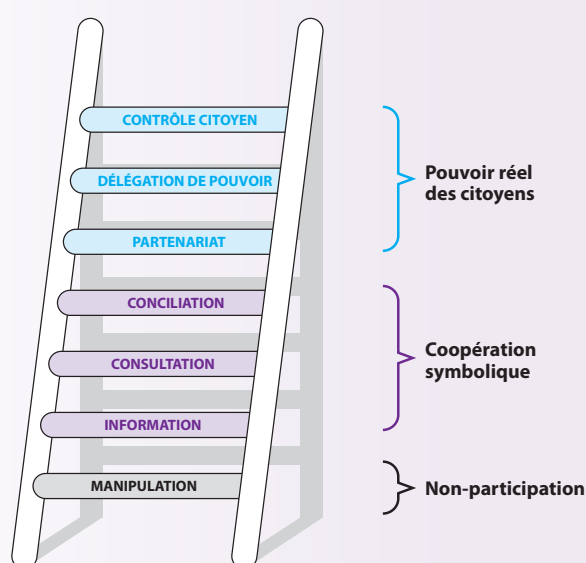 CONTRÔLE CITOYEN
DÉLÉGATION DE POUVOIR
PARTENARIAT
Pouvoir réel
des citoyens
CONCILIATION
CONSULTATION
INFORMATION
Coopération
symbolique
MANIPULATION
Non-participation